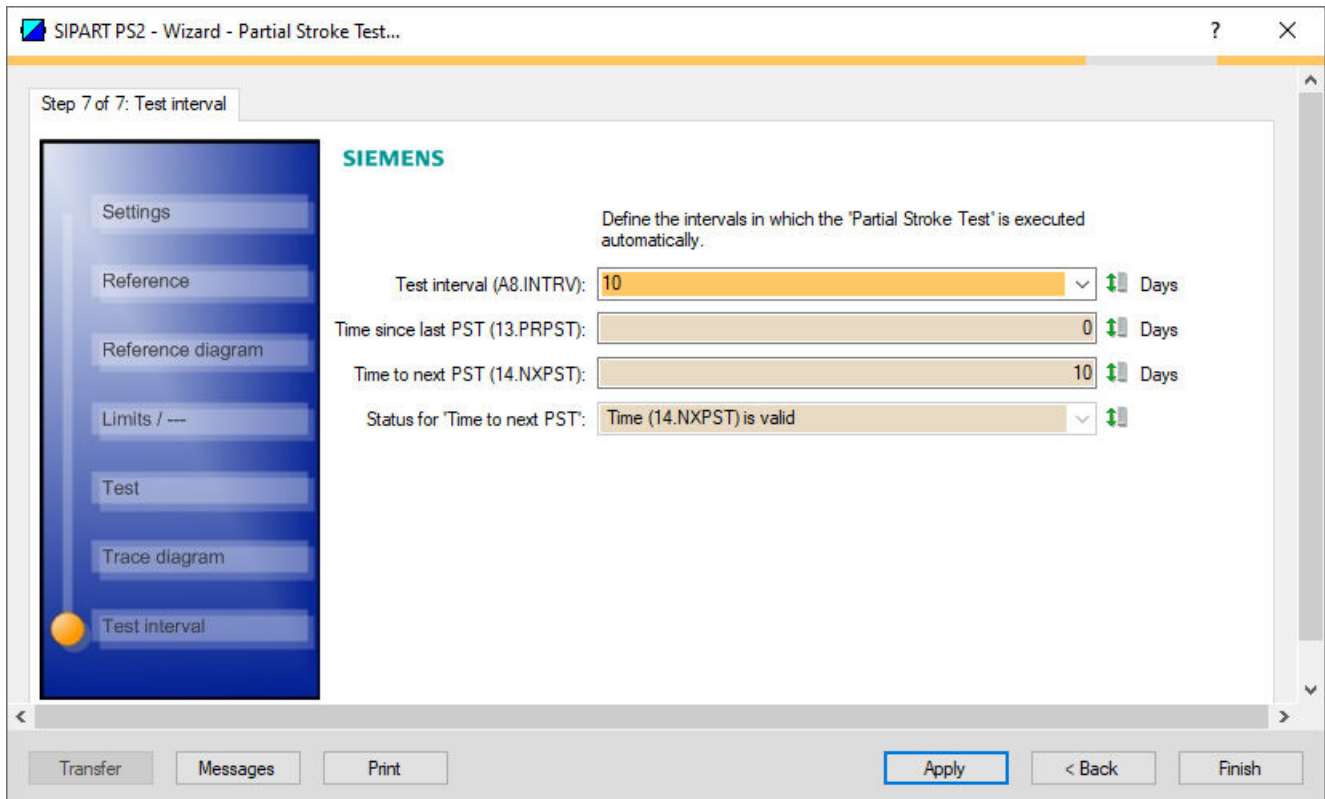 SIPART PS2 - Wizard - Partial Stroke Test...
?
Step 7 of 7: Test interval
SIEMENS
Settings
Reference
Reference diagram
Limits / ---
Test
Trace diagram
Test interval
Define the intervals in which the 'Partial Stroke Test' is executed
automatically.
Test interval (A8.INTRV): 10 Days
Time since last PST (13.PRPST): 0 Days
Time to next PST (14.NXPST): 10 Days
Status for 'Time to next PST': Time (14.NXPST) is valid
Transfer Messages Print Apply < Back Finish